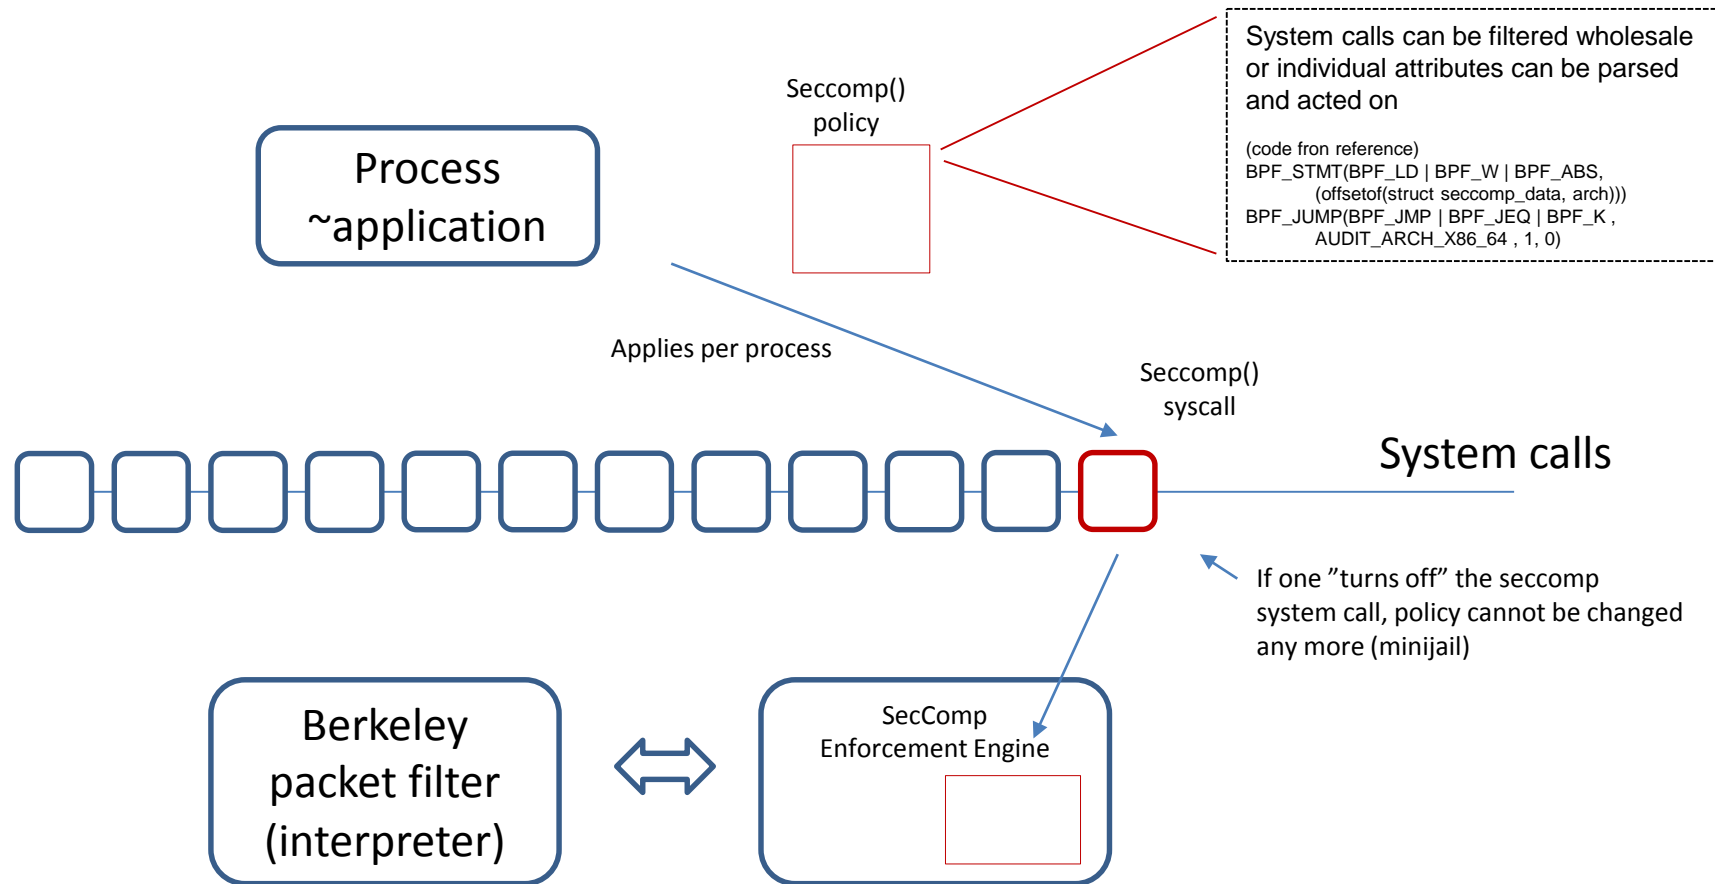 System calls can be filtered wholesale
or individual attributes can be parsed
and acted on
(code fron reference)
BPF_STMT(BPF_LD | BPF_W | BPF_ABS,
(offsetof(struct seccomp_data, arch)))
BPF_JUMP(BPF_JMP | BPF_JEQ | BPF_K ,
AUDIT_ARCH_X86_64 , 1, 0)
Seccomp()
policy
Process
~application
Applies per process
Seccomp()
syscall
System calls
If one ”turns off” the seccomp
system call, policy cannot be changed
any more (minijail)
Berkeley
packet filter
(interpreter)
SecComp
Enforcement Engine